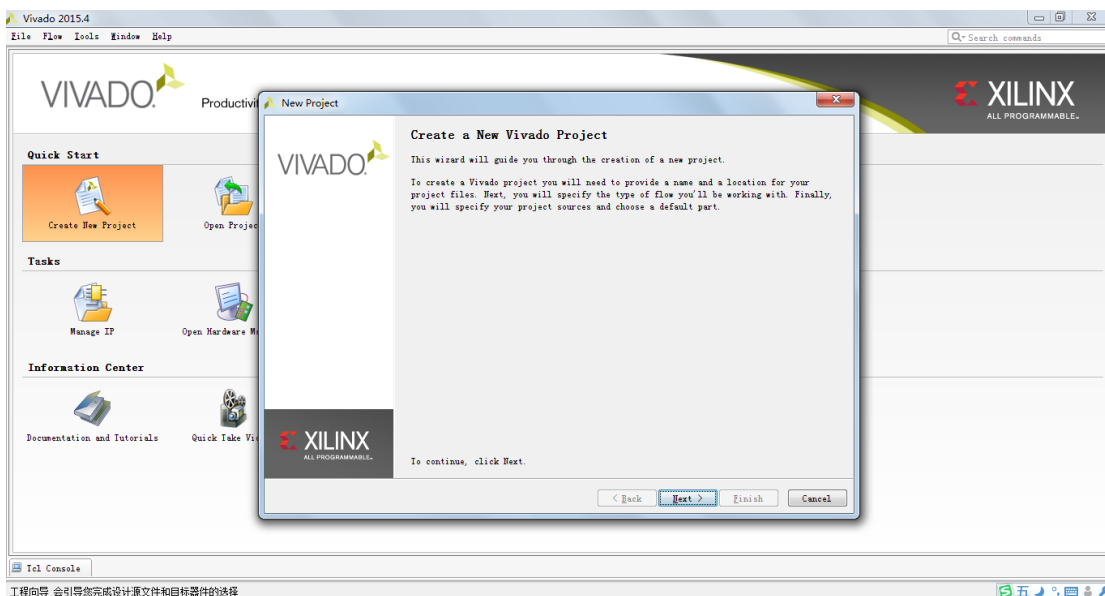 Vivado 2015.4
File Flow Tools Window Help
Search commands
VIVADO.
Productivi
XILINX
ALL PROGRAMMABLE.
Quick Start
Create New Project
Open Projec
Tasks
Manage IP
Open Hardware M
Information Center
Documentation and Tutorials
Quick Take Vi
New Project
VIVADO.
Create a New Vivado Project
This wizard will guide you through the creation of a new project.
To create a Vivado project you will need to provide a name and a location for your
project files. Next, you will specify the type of flow you'll be working with. Finally,
you will specify your project sources and choose a default part.
XILINX
ALL PROGRAMMABLE.
To continue, click Next.
< Back
Next >
Finish
Cancel
Tcl Console
工程向导 会引导您完成设计源文件和目标器件的选择
五